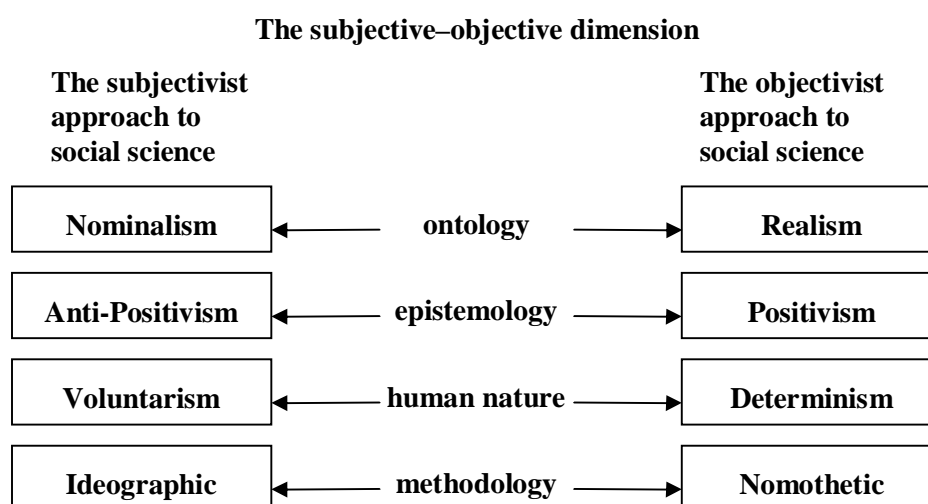 The subjective–objective dimension
The subjectivist
approach to
social science
The objectivist
approach to
social science
Nominalism ontology Realism
Anti-Positivism epistemology Positivism
Voluntarism human nature Determinism
Ideographic methodology Nomothetic